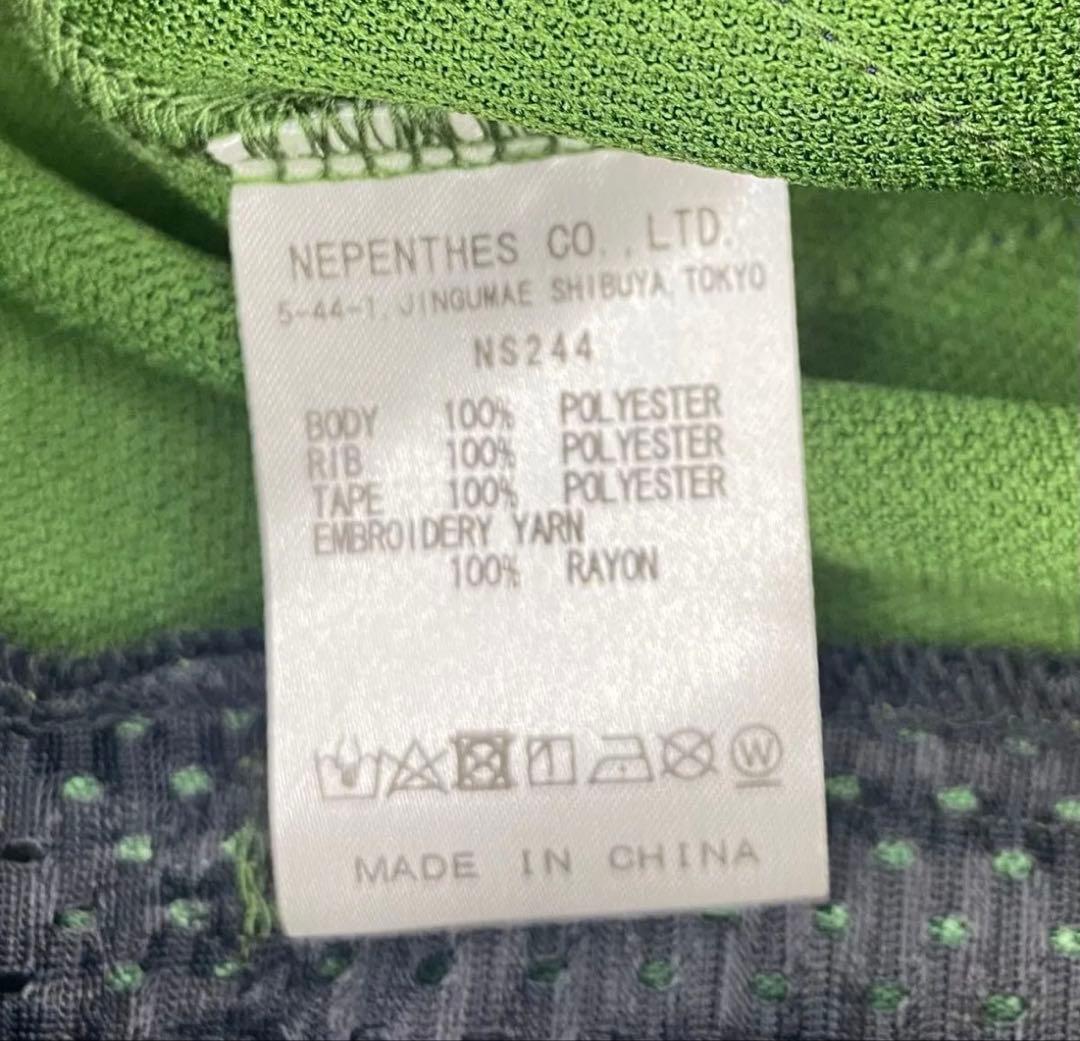 NEPENTHES CO.,LTD.
5-44-1, JINGUMAE SHIBUYA, TOKYO
NS244
BODY 100% POLYESTER
RIB 100% POLYESTER
TAPE 100% POLYESTER
EMBROIDERY YARN
100% RAYON
W
MADE IN CHINA